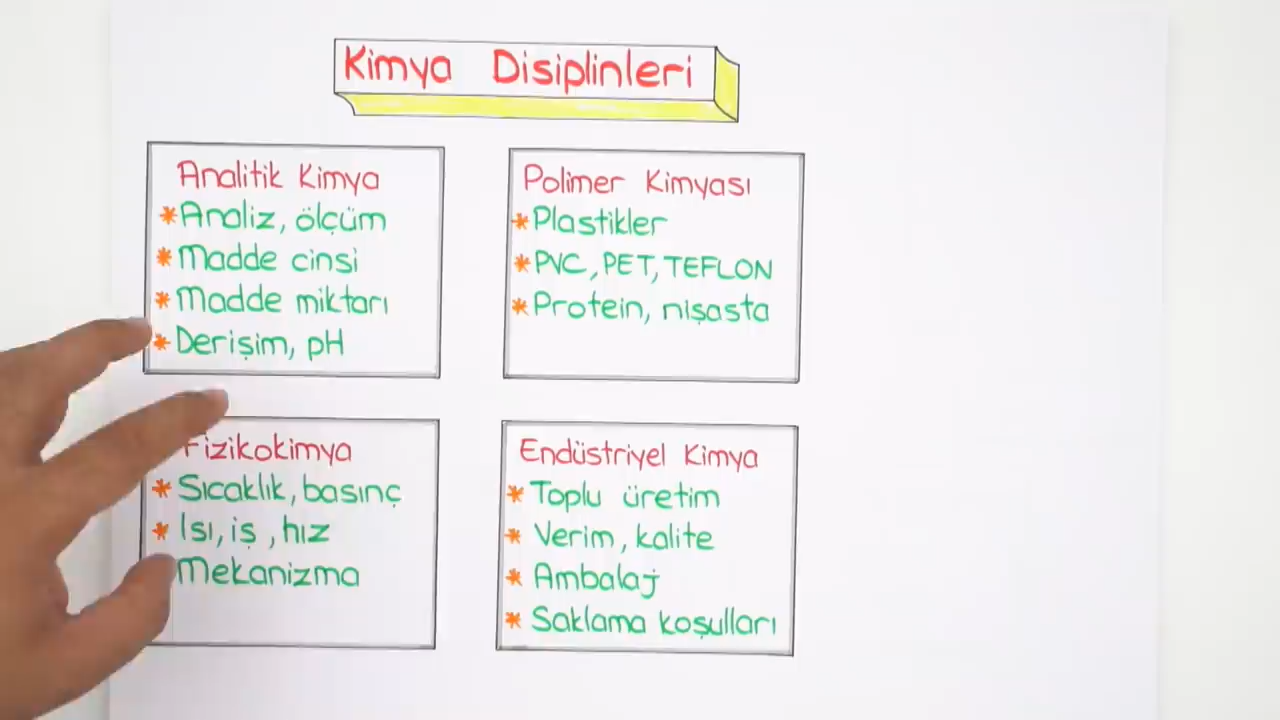 Kimya Disiplinleri
Analitik Kimya
* Analiz, ölçüm
* Madde cinsi
* Madde miktarı
* Derişim, pH
Polimer Kimyası
* Plastikler
* PVC, PET, TEFLON
* Protein, nişasta
Fizikokimya
* Sıcaklık, basınç
* Isı, iş, hız
Mekanizma
Endüstriyel Kimya
* Toplu üretim
* Verim, kalite
* Ambalaj
* Saklama koşulları